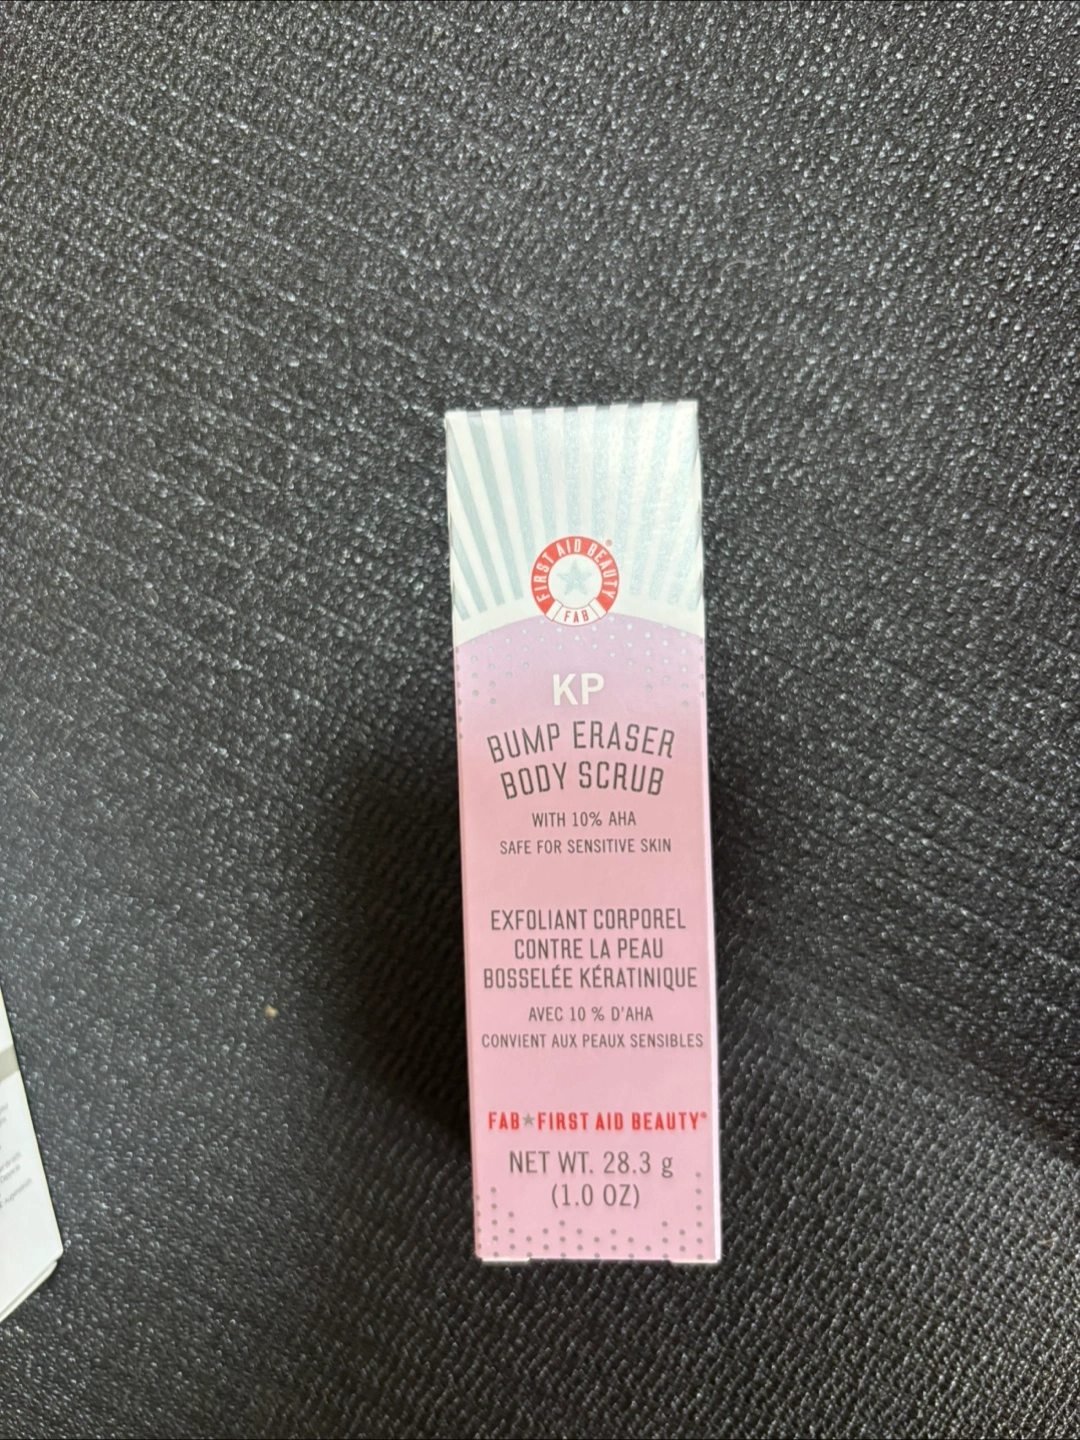 FIRST AID BEAUTY®
FAB
KP
BUMP ERASER
BODY SCRUB
WITH 10% AHA
SAFE FOR SENSITIVE SKIN
EXFOLIANT CORPOREL
CONTRE LA PEAU
BOSSELÉE KÉRATINIQUE
AVEC 10 % D'AHA
CONVIENT AUX PEAUX SENSIBLES
FAB★FIRST AID BEAUTY®
NET WT. 28.3 g
(1.0 OZ)